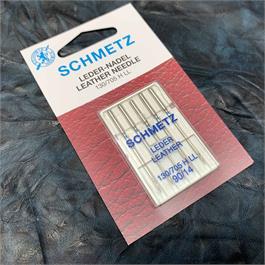 SCHMETZ
LEDER-NADEL
LEATHER NEEDLE
130/705 H LL
SCHMETZ
LEDER
LEATHER
130/705 H LL
90/14